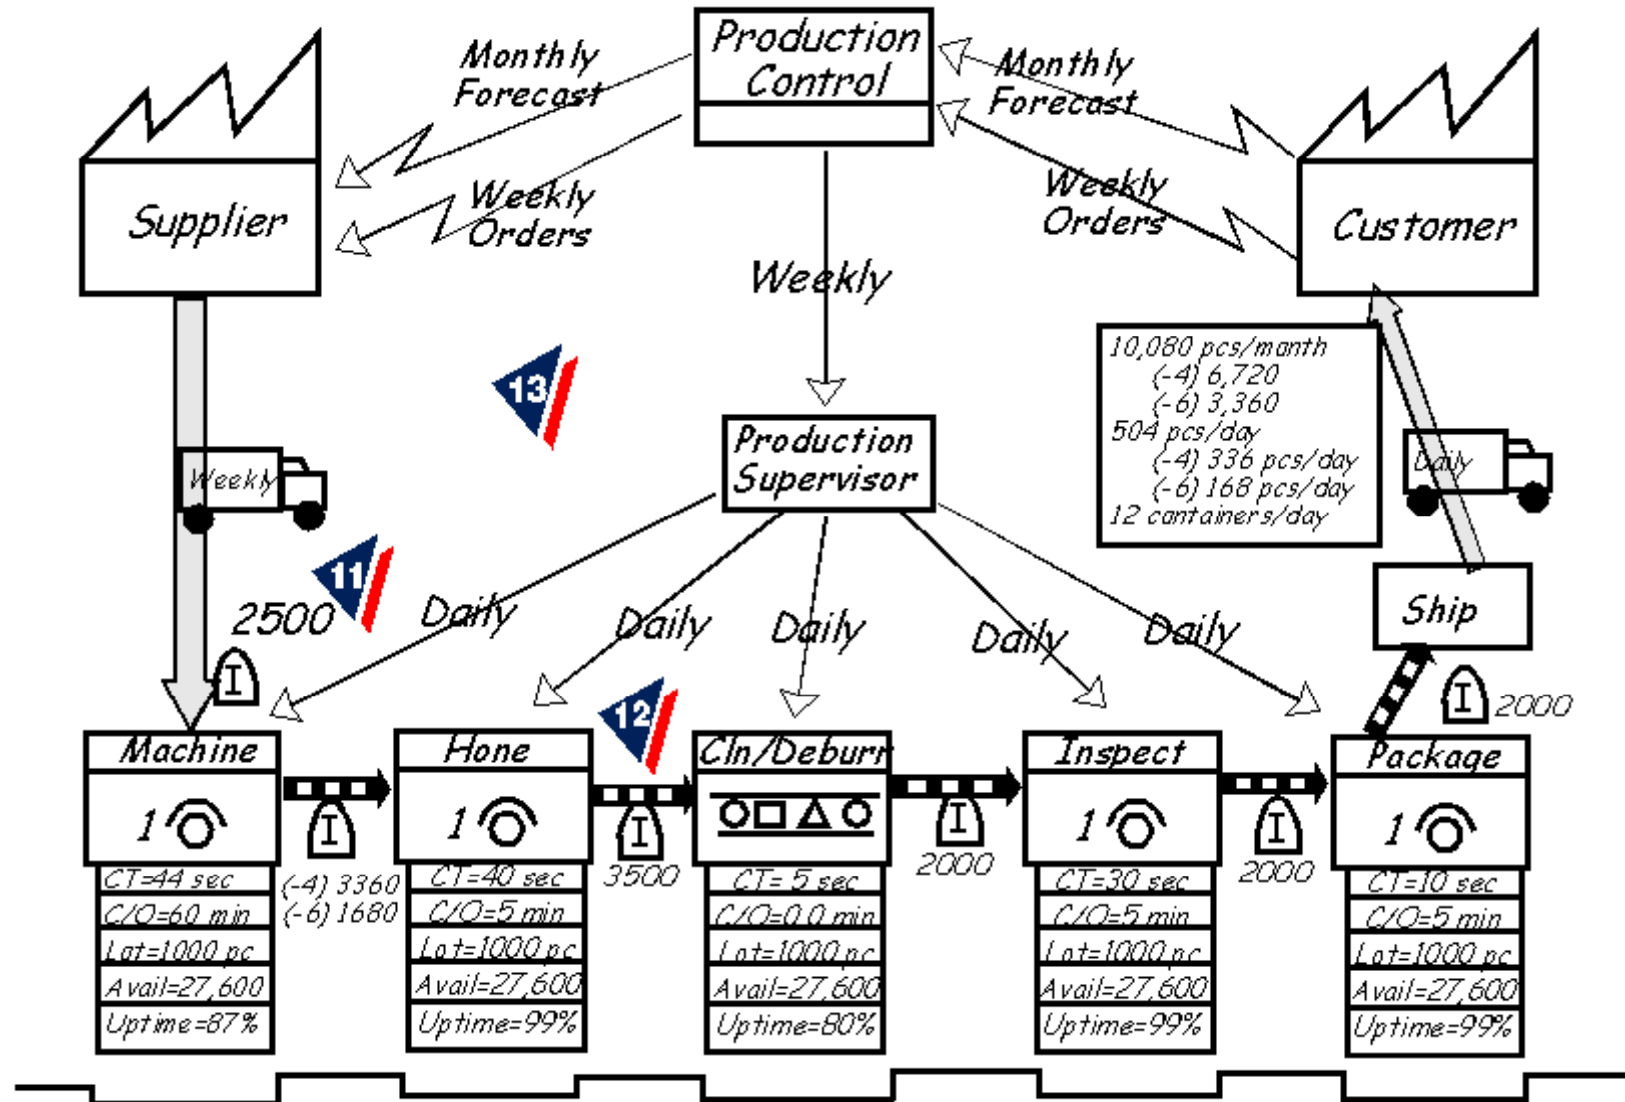 Production
Control
Monthly
Forecast
Monthly
Forecast
Weekly
Orders
Weekly
Orders
Supplier
Customer
Weekly
10,080 pcs/month
(-4) 6,720
(-6) 3,360
504 pcs/day
(-4) 336 pcs/day
(-6) 168 pcs/day
12 cantainers/day
13
Production
Supervisor
Weekly
Daily
11
2500
Daily
Daily
Daily
Daily
Daily
Ship
I
I
2000
12
Machine
Hone
Cln/Deburr
Inspect
Package
1
1
1
1
I
I
I
I
(-4) 3360
(-6) 1680
3500
2000
2000
CT=44 sec
C/O=60 min
Lot=1000 pc
Avail=27,600
Uptime=87%
CT=40 sec
C/O=5 min
Lot=1000 pc
Avail=27,600
Uptime=99%
CT= 5 sec
C/O=0.0 min
Lot=1000 pc
Avail=27,600
Uptime=80%
CT=30 sec
C/O=5 min
Lot=1000 pc
Avail=27,600
Uptime=99%
CT=10 sec
C/O=5 min
Lot=1000 pc
Avail=27,600
Uptime=99%